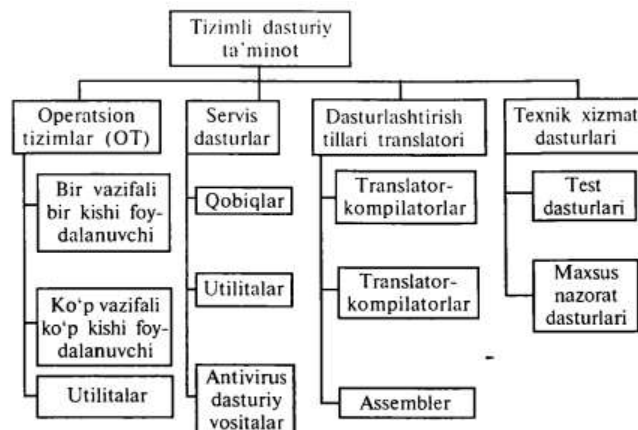 Tizimli dasturiy
ta'minot
Operatsion
tizimlar (OT)
Servis
dasturlar
Dasturlashtirish
tillari translatori
Texnik xizmat
dasturlari
Bir vazifali
bir kishi foy-
dalanuvchi
Ko‘p vazifali
ko‘p kishi foy-
dalanuvchi
Utilitalar
Qobiqlar
Utilitalar
Antivirus
dasturiy
vositalar
Translator-
kompilatorlar
Translator-
kompilatorlar
Assembler
Test
dasturlari
Maxsus
nazorat
dasturlari